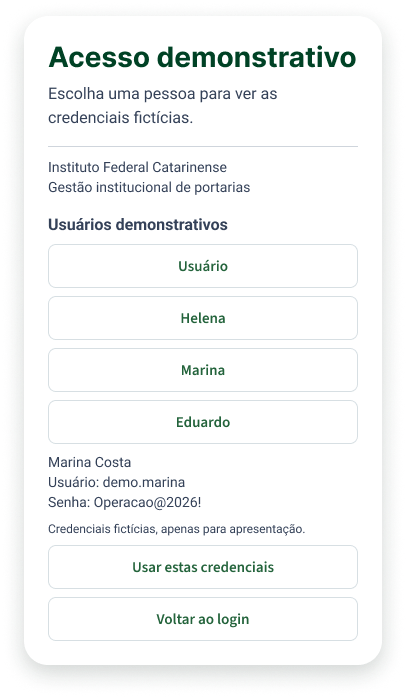 Acesso demonstrativo
Escolha uma pessoa para ver as
credenciais fictícias.
Instituto Federal Catarinense
Gestão institucional de portarias
Usuários demonstrativos
Usuário
Helena
Marina
Eduardo
Marina Costa
Usuário: demo.marina
Senha: Operacao@2026!
Credenciais fictícias, apenas para apresentação.
Usar estas credenciais
Voltar ao login